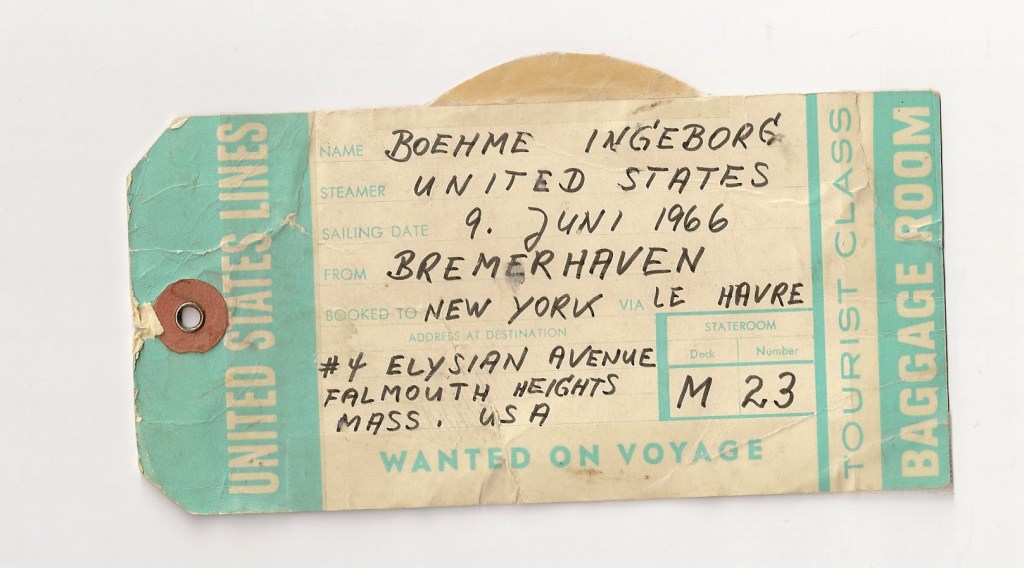 UNITED STATES LINES
NAME BOEHME INGEBORG
STEAMER UNITED STATES
SAILING DATE 9. JUNI 1966
FROM BREMERHAVEN
BOOKED TO NEW YORK VIA LE HAVRE
ADDRESS AT DESTINATION
#4 ELYSIAN AVENUE
FALMOUTH HEIGHTS
MASS. USA
STATEROOM
Deck Number
M 23
WANTED ON VOYAGE
TOURIST CLASS
BAGGAGE ROOM